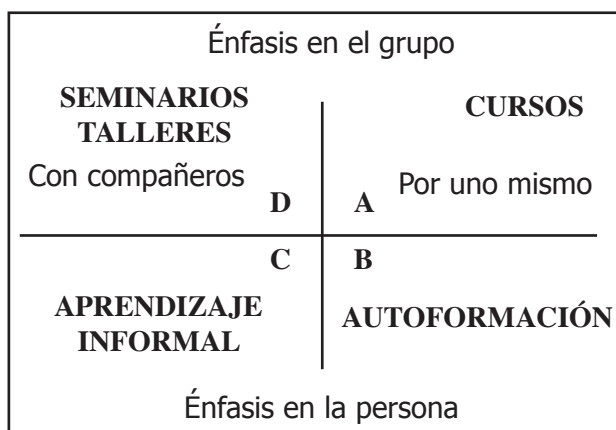 Énfasis en el grupo
SEMINARIOS
TALLERES
CURSOS
Con compañeros
Por uno mismo
D
A
C
B
APRENDIZAJE
INFORMAL
AUTOFORMACIÓN
Énfasis en la persona